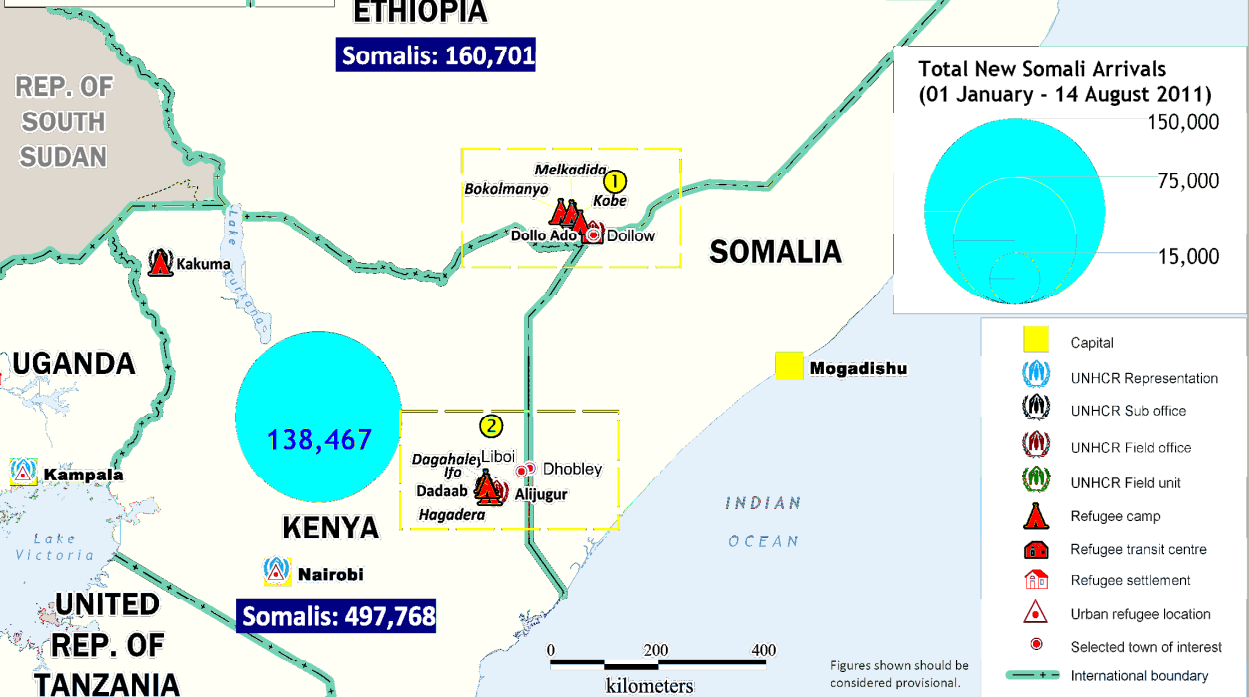 ETHIOPIA
Somalis: 160,701
REP. OF
SOUTH
SUDAN
Total New Somali Arrivals
(01 January - 14 August 2011)
150,000
75,000
15,000
Melkadida
1
Bokolmanyo
Kobe
Dollo Ado
Dollow
SOMALIA
Lake
Turkana
Kakuma
UGANDA
Mogadishu
138,467
2
Dagahaley
Liboi
Ifo
Dhobley
Dadaab
Alijugur
Hagadera
Kampala
KENYA
INDIAN
OCEAN
Lake
Victoria
Nairobi
UNITED
REP. OF
TANZANIA
Somalis: 497,768
0 200 400
kilometers
Figures shown should be
considered provisional.
Capital
UNHCR Representation
UNHCR Sub office
UNHCR Field office
UNHCR Field unit
Refugee camp
Refugee transit centre
Refugee settlement
Urban refugee location
Selected town of interest
International boundary